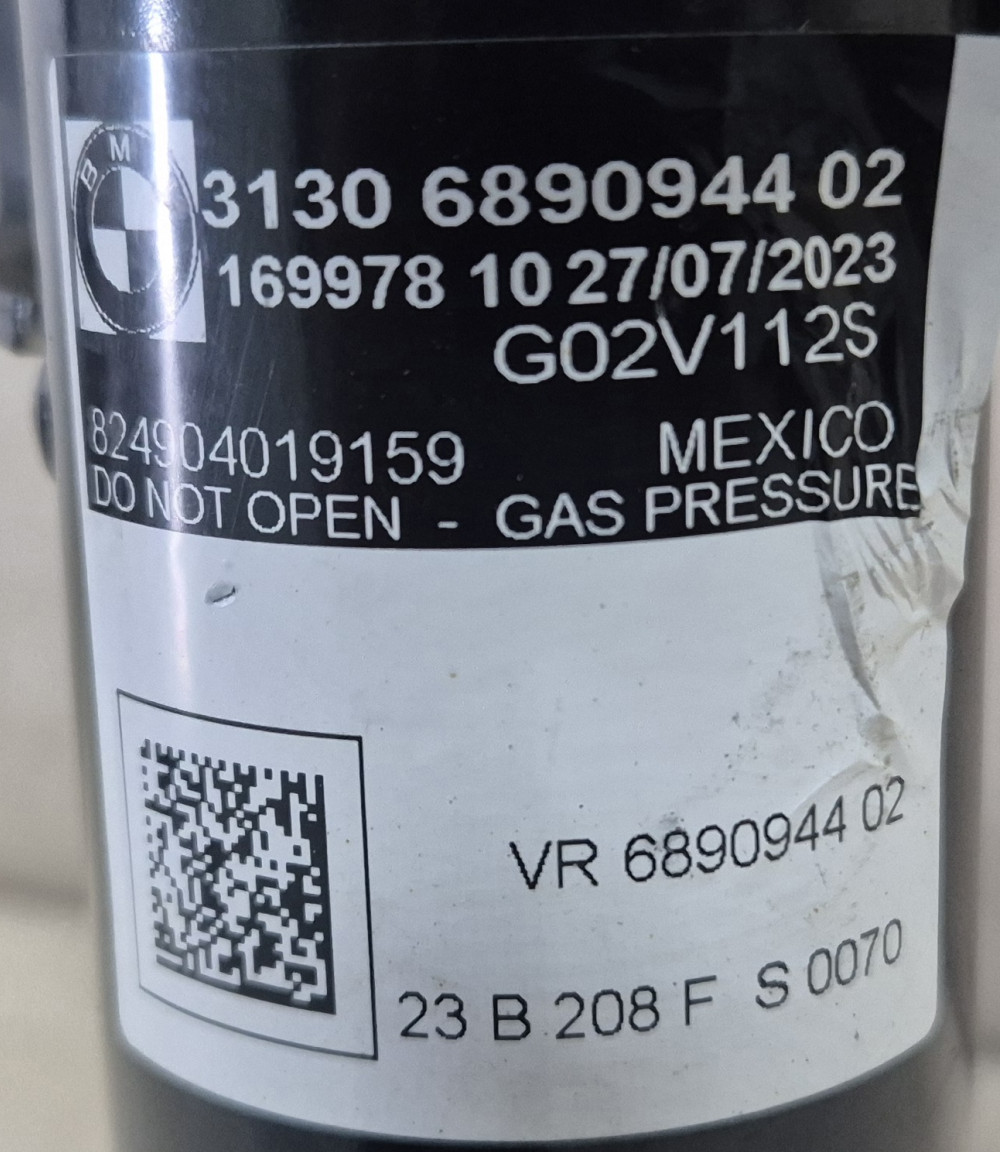 BM
3130 6890944 02
169978 10 27/07/2023
G02V112S
824904019159 MEXICO
DO NOT OPEN - GAS PRESSURE
VR 6890944 02
23 B 208 F S 0070